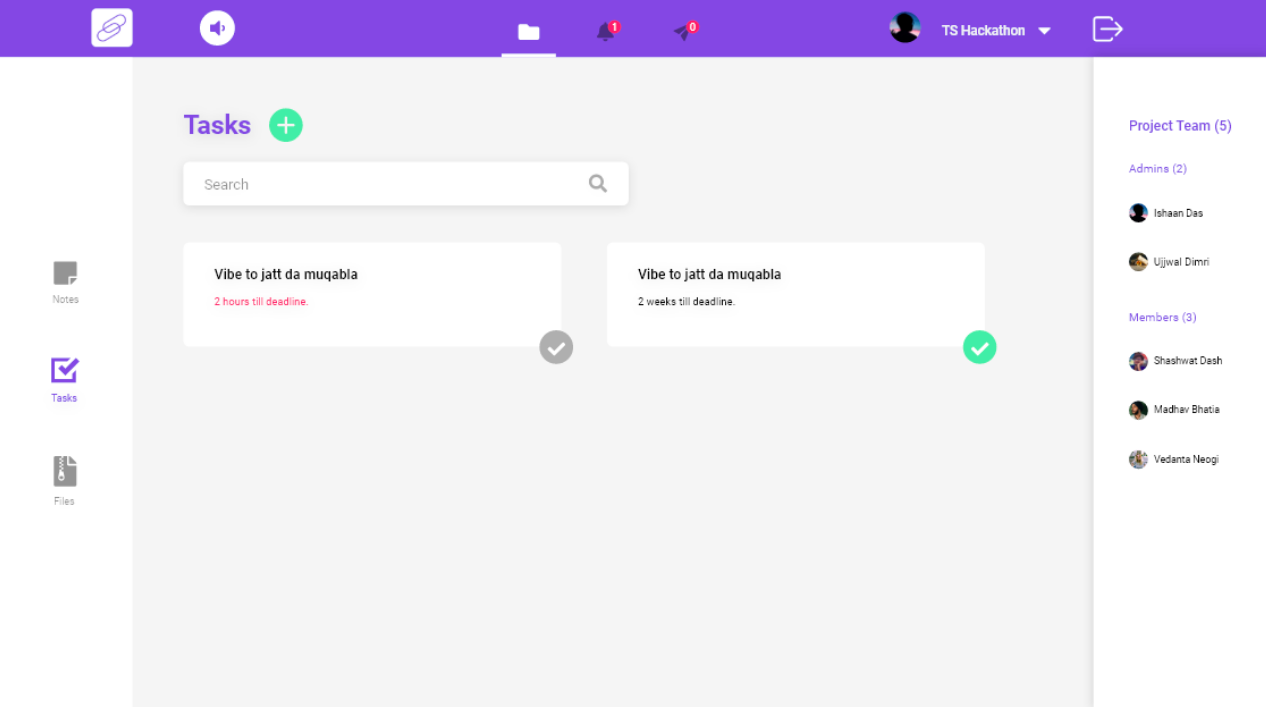 1
0
TS Hackathon
Tasks
Search
Vibe to jatt da muqabla
2 hours till deadline.
Vibe to jatt da muqabla
2 weeks till deadline.
Notes
Tasks
Files
Project Team (5)
Admins (2)
Ishaan Das
Ujjwal Dimri
Members (3)
Shashwat Dash
Madhav Bhatia
Vedanta Neogi